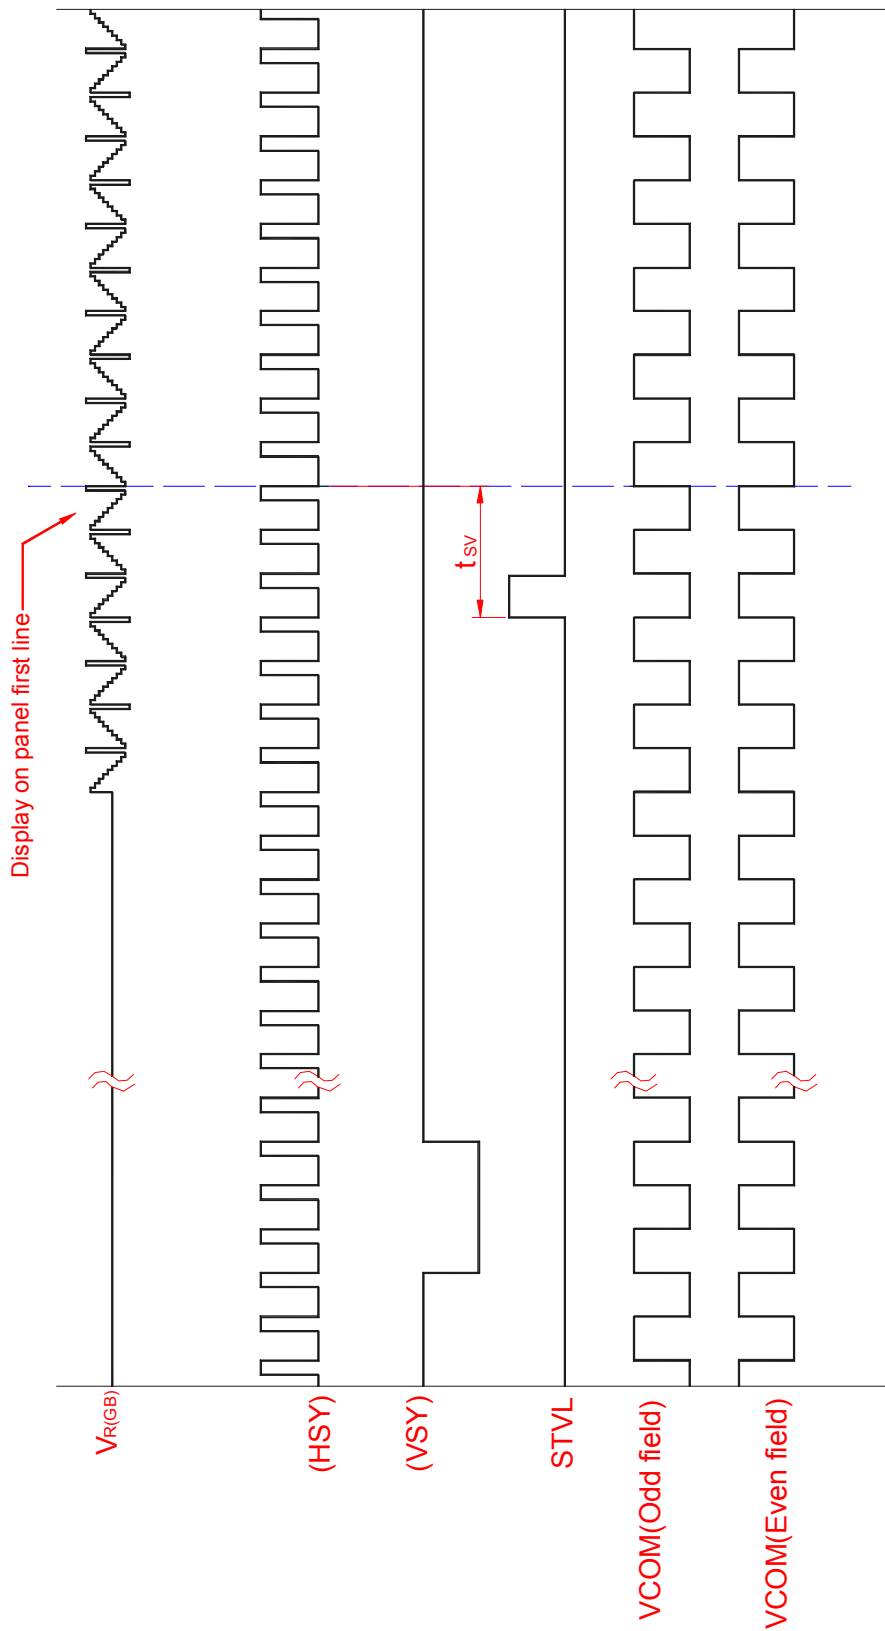 Display on panel first line
VR(GB)
(HSY)
(VSY)
tsv
STVL
VCOM(Odd field)
VCOM(Even field)